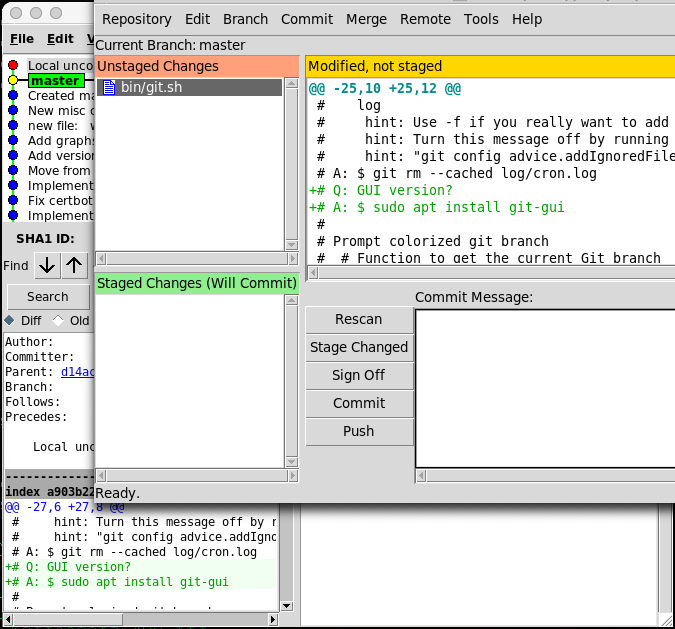 Repository Edit Branch Commit Merge Remote Tools Help
Current Branch: master
Unstaged Changes
bin/git.sh
Staged Changes (Will Commit)
Modified, not staged
@@ -25,10 +25,12 @@
#    log
#     hint: Use -f if you really want to add
#     hint: Turn this message off by running
#     hint: "git config advice.addIgnoredFile
# A: $ git rm --cached log/cron.log
+# Q: GUI version?
+# A: $ sudo apt install git-gui
#
# Prompt colorized git branch
#  # Function to get the current Git branch
Rescan
Stage Changed
Sign Off
Commit
Push
Commit Message:
Ready.
File Edit V
Local unco
master
Created ma
New misc
new file: w
Add graph
Add versio
Move from
Implement
Fix certbot
Implement
SHA1 ID:
Find
Search
Diff Old
Author:
Committer:
Parent: d14ac
Branch:
Follows:
Precedes:
Local unc
index a903b22
@@ -27,6 +27,8 @@
#     hint: Turn this message off by r
#     hint: "git config advice.addIgno
# A: $ git rm --cached log/cron.log
+# Q: GUI version?
+# A: $ sudo apt install git-gui
#